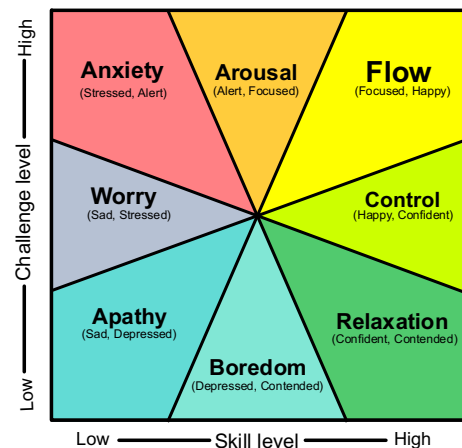 High
Challenge level
Low
Anxiety
(Stressed, Alert)
Arousal
(Alert, Focused)
Flow
(Focused, Happy)
Worry
(Sad, Stressed)
Control
(Happy, Confident)
Apathy
(Sad, Depressed)
Boredom
(Depressed, Contended)
Relaxation
(Confident, Contended)
Low
Skill level
High